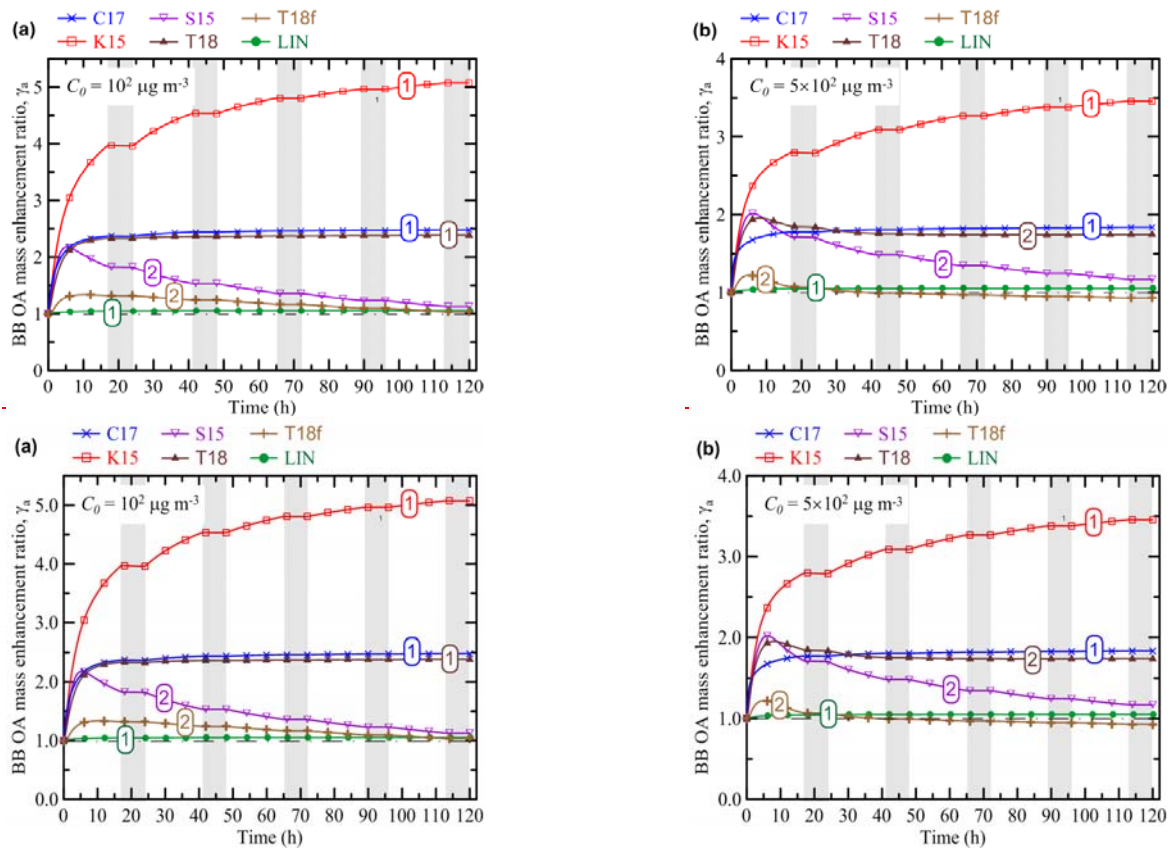 (a)
C17 S15 T18f
K15 T18 LIN
C₀ = 10² µg m⁻³
BB OA mass enhancement ratio, γₐ
5
4
3
2
1
0
1
1
1
1
2
2
1
0 10 20 30 40 50 60 70 80 90 100 110 120
Time (h)
(b)
C17 S15 T18f
K15 T18 LIN
C₀ = 5×10² µg m⁻³
BB OA mass enhancement ratio, γₐ
4
3
2
1
0
1
1
1
2
2
2
1
0 10 20 30 40 50 60 70 80 90 100 110 120
Time (h)
(a)
C17 S15 T18f
K15 T18 LIN
C₀ = 10² µg m⁻³
BB OA mass enhancement ratio, γₐ
5.0
4.0
3.0
2.0
1.0
0.0
1
1
1
1
2
2
1
0 10 20 30 40 50 60 70 80 90 100 110 120
Time (h)
(b)
C17 S15 T18f
K15 T18 LIN
C₀ = 5×10² µg m⁻³
BB OA mass enhancement ratio, γₐ
4.0
3.0
2.0
1.0
0.0
1
1
1
2
2
2
1
0 10 20 30 40 50 60 70 80 90 100 110 120
Time (h)